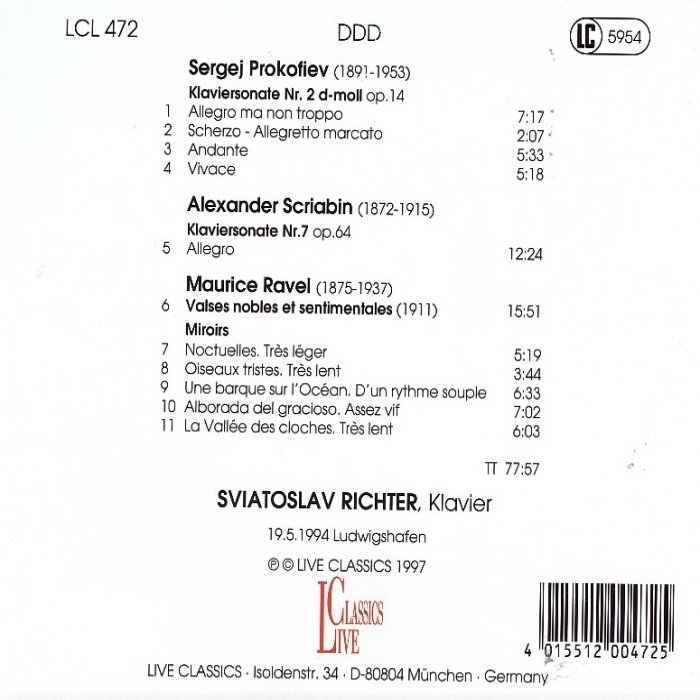 LCL 472 DDD LC 5954
Sergej Prokofiev (1891-1953)
Klaviersonate Nr. 2 d-moll op.14
1 Allegro ma non troppo 7:17
2 Scherzo - Allegretto marcato 2:07
3 Andante 5:33
4 Vivace 5:18
Alexander Scriabin (1872-1915)
Klaviersonate Nr.7 op.64
5 Allegro 12:24
Maurice Ravel (1875-1937)
6 Valses nobles et sentimentales (1911) 15:51
Miroirs
7 Noctuelles. Très léger 5:19
8 Oiseaux tristes. Très lent 3:44
9 Une barque sur l'Océan. D'un rythme souple 6:33
10 Alborada del gracioso. Assez vif 7:02
11 La Vallée des cloches. Très lent 6:03
TT 77:57
SVIATOSLAV RICHTER, Klavier
19.5.1994 Ludwigshafen
℗ © LIVE CLASSICS 1997
CLASSICS
LIVE
4 015512 004725
LIVE CLASSICS · Isoldenstr. 34 · D-80804 München · Germany